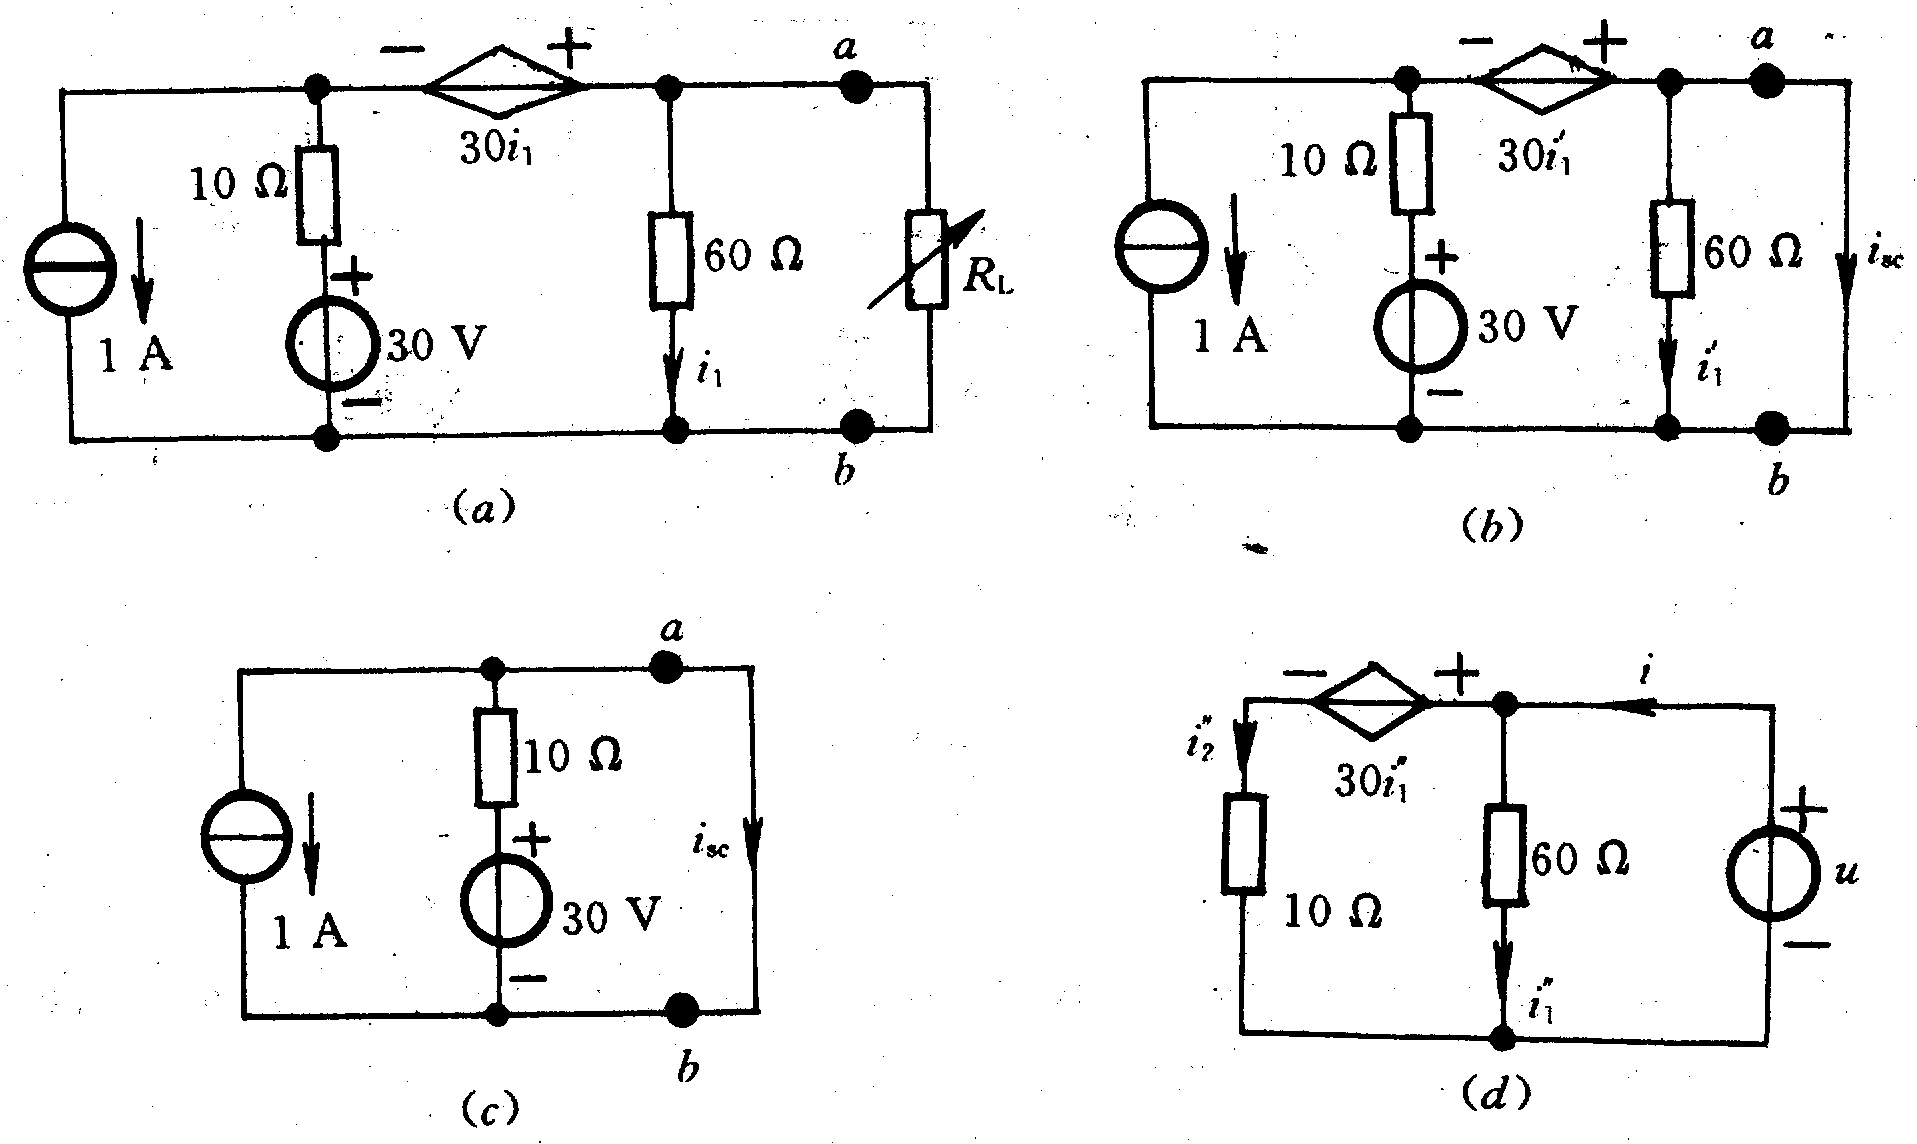 − + a
30i₁
10 Ω
+
1 A
30 V
−
60 Ω
i₁
R_L
b
(a)
− + a
30i₁′
10 Ω
+
1 A
30 V
−
60 Ω
i₁′
i_sc
b
(b)
a
10 Ω
+
1 A
30 V
−
i_sc
b
(c)
− + i
i₂″
30i₁″
10 Ω
60 Ω
i₁″
+
u
−
(d)